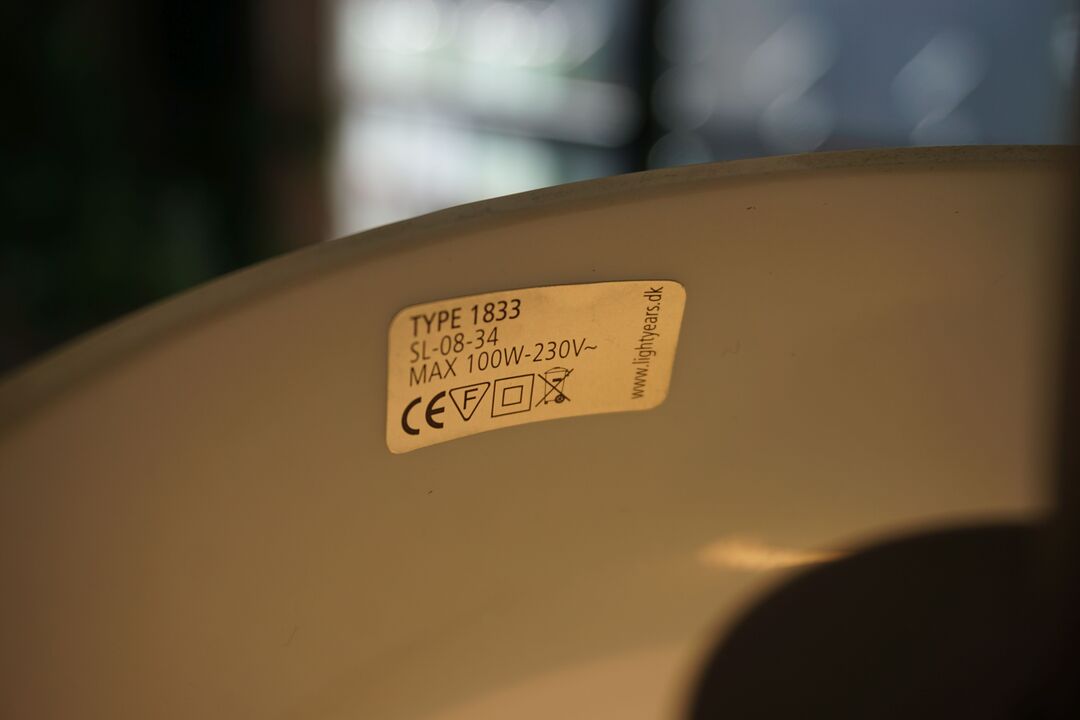 TYPE 1833
SL-08-34
MAX 100W-230V~
CE F
www.lightyears.dk